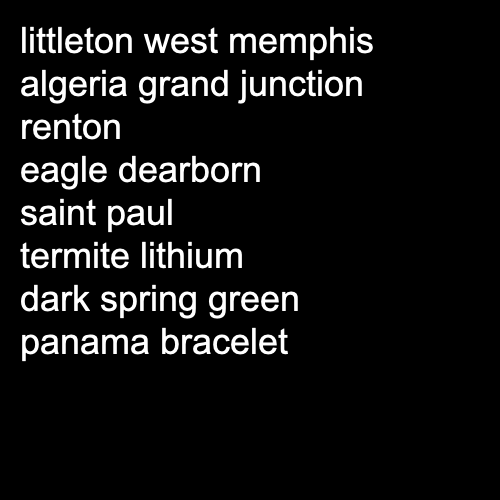 littleton west memphis
algeria grand junction
renton
eagle dearborn
saint paul
termite lithium
dark spring green
panama bracelet